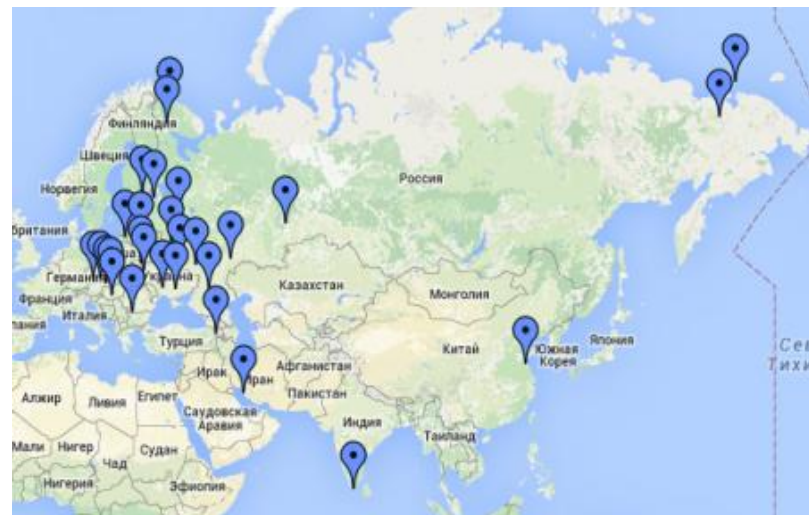 Финляндия
Швеция
Россия
Норвегия
британия
Герман
Украина
Казахстан
Монголия
Франция
Италия
Турция
Китай
Южная
Корея
Япония
Ирак
Иран
Афганистан
Пакистан
Алжир
Ливия
Египет
Саудовская
Аравия
Индия
Таиланд
Мали
Нигер
Судан
Чад
Нигерия
Эфиопия